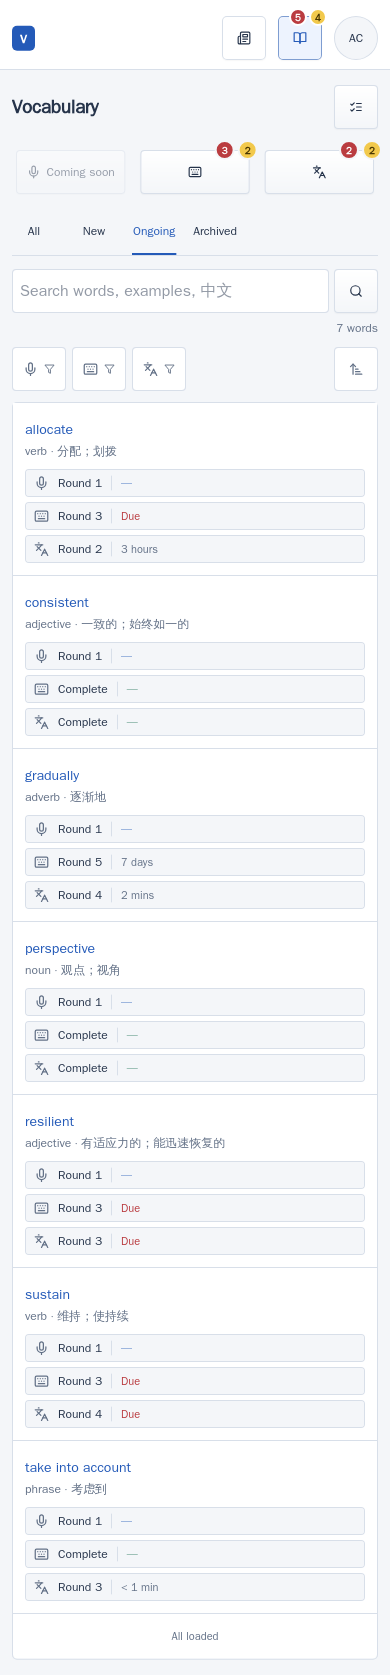 V
5 4
AC
Vocabulary
Coming soon
3 2
2 2
All New Ongoing Archived
Search words, examples, 中文
7 words
allocate
verb · 分配；划拨
Round 1 —
Round 3 Due
Round 2 3 hours
consistent
adjective · 一致的；始终如一的
Round 1 —
Complete —
Complete —
gradually
adverb · 逐渐地
Round 1 —
Round 5 7 days
Round 4 2 mins
perspective
noun · 观点；视角
Round 1 —
Complete —
Complete —
resilient
adjective · 有适应力的；能迅速恢复的
Round 1 —
Round 3 Due
Round 3 Due
sustain
verb · 维持；使持续
Round 1 —
Round 3 Due
Round 4 Due
take into account
phrase · 考虑到
Round 1 —
Complete —
Round 3 < 1 min
All loaded